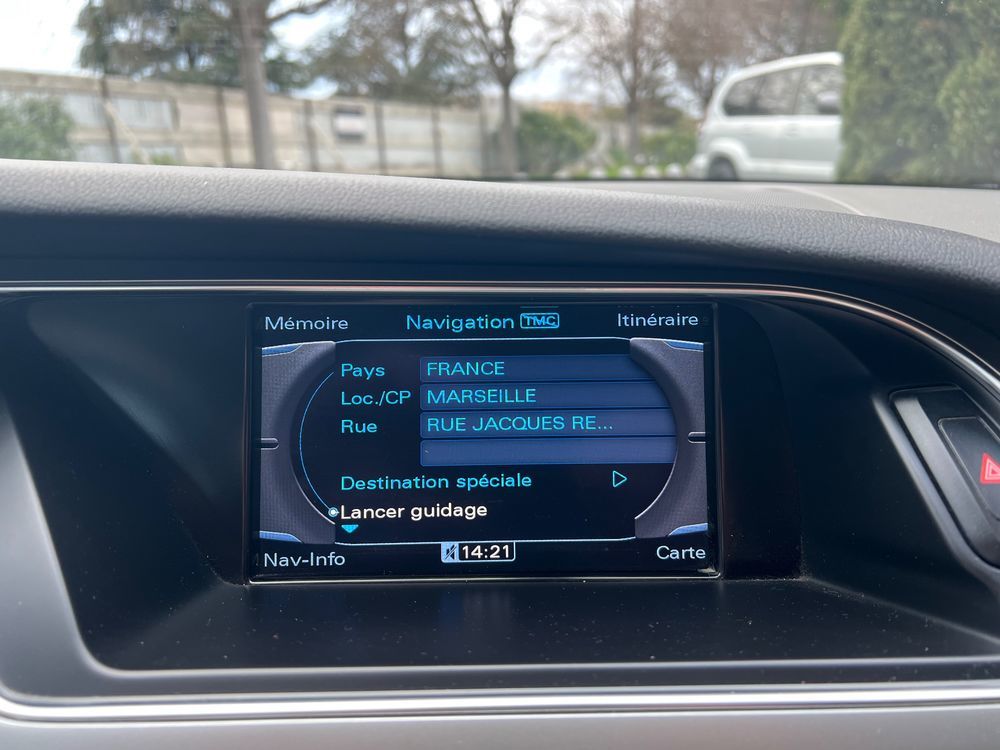 Mémoire Navigation TMC Itinéraire
Pays FRANCE
Loc./CP MARSEILLE
Rue RUE JACQUES RE...
Destination spéciale
Lancer guidage
Nav-Info 14:21 Carte